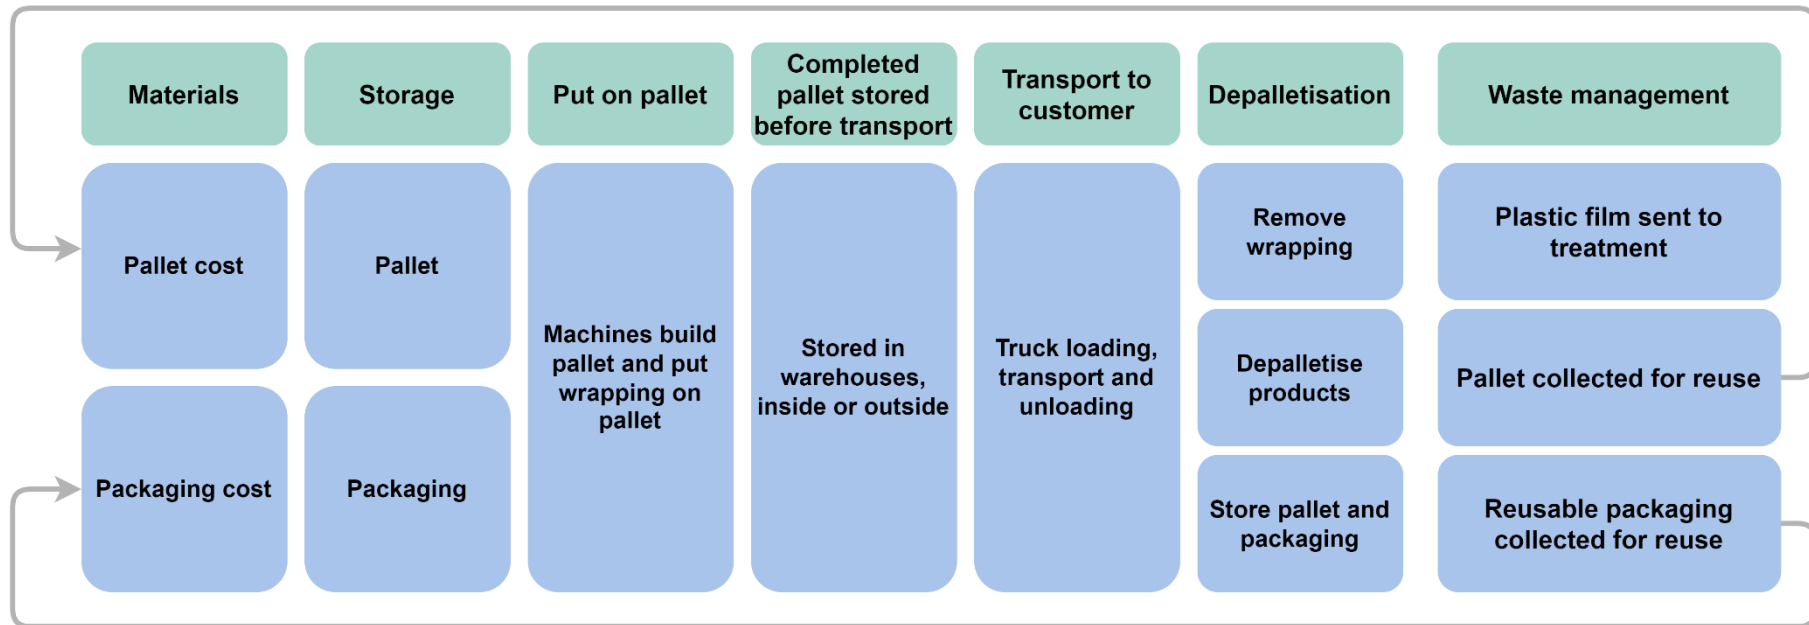 Materials
Storage
Put on pallet
Completed
pallet stored
before transport
Transport to
customer
Depalletisation
Waste management
Pallet cost
Pallet
Machines build
pallet and put
wrapping on
pallet
Stored in
warehouses,
inside or outside
Truck loading,
transport and
unloading
Remove
wrapping
Plastic film sent to
treatment
Depalletise
products
Pallet collected for reuse
Packaging cost
Packaging
Store pallet and
packaging
Reusable packaging
collected for reuse